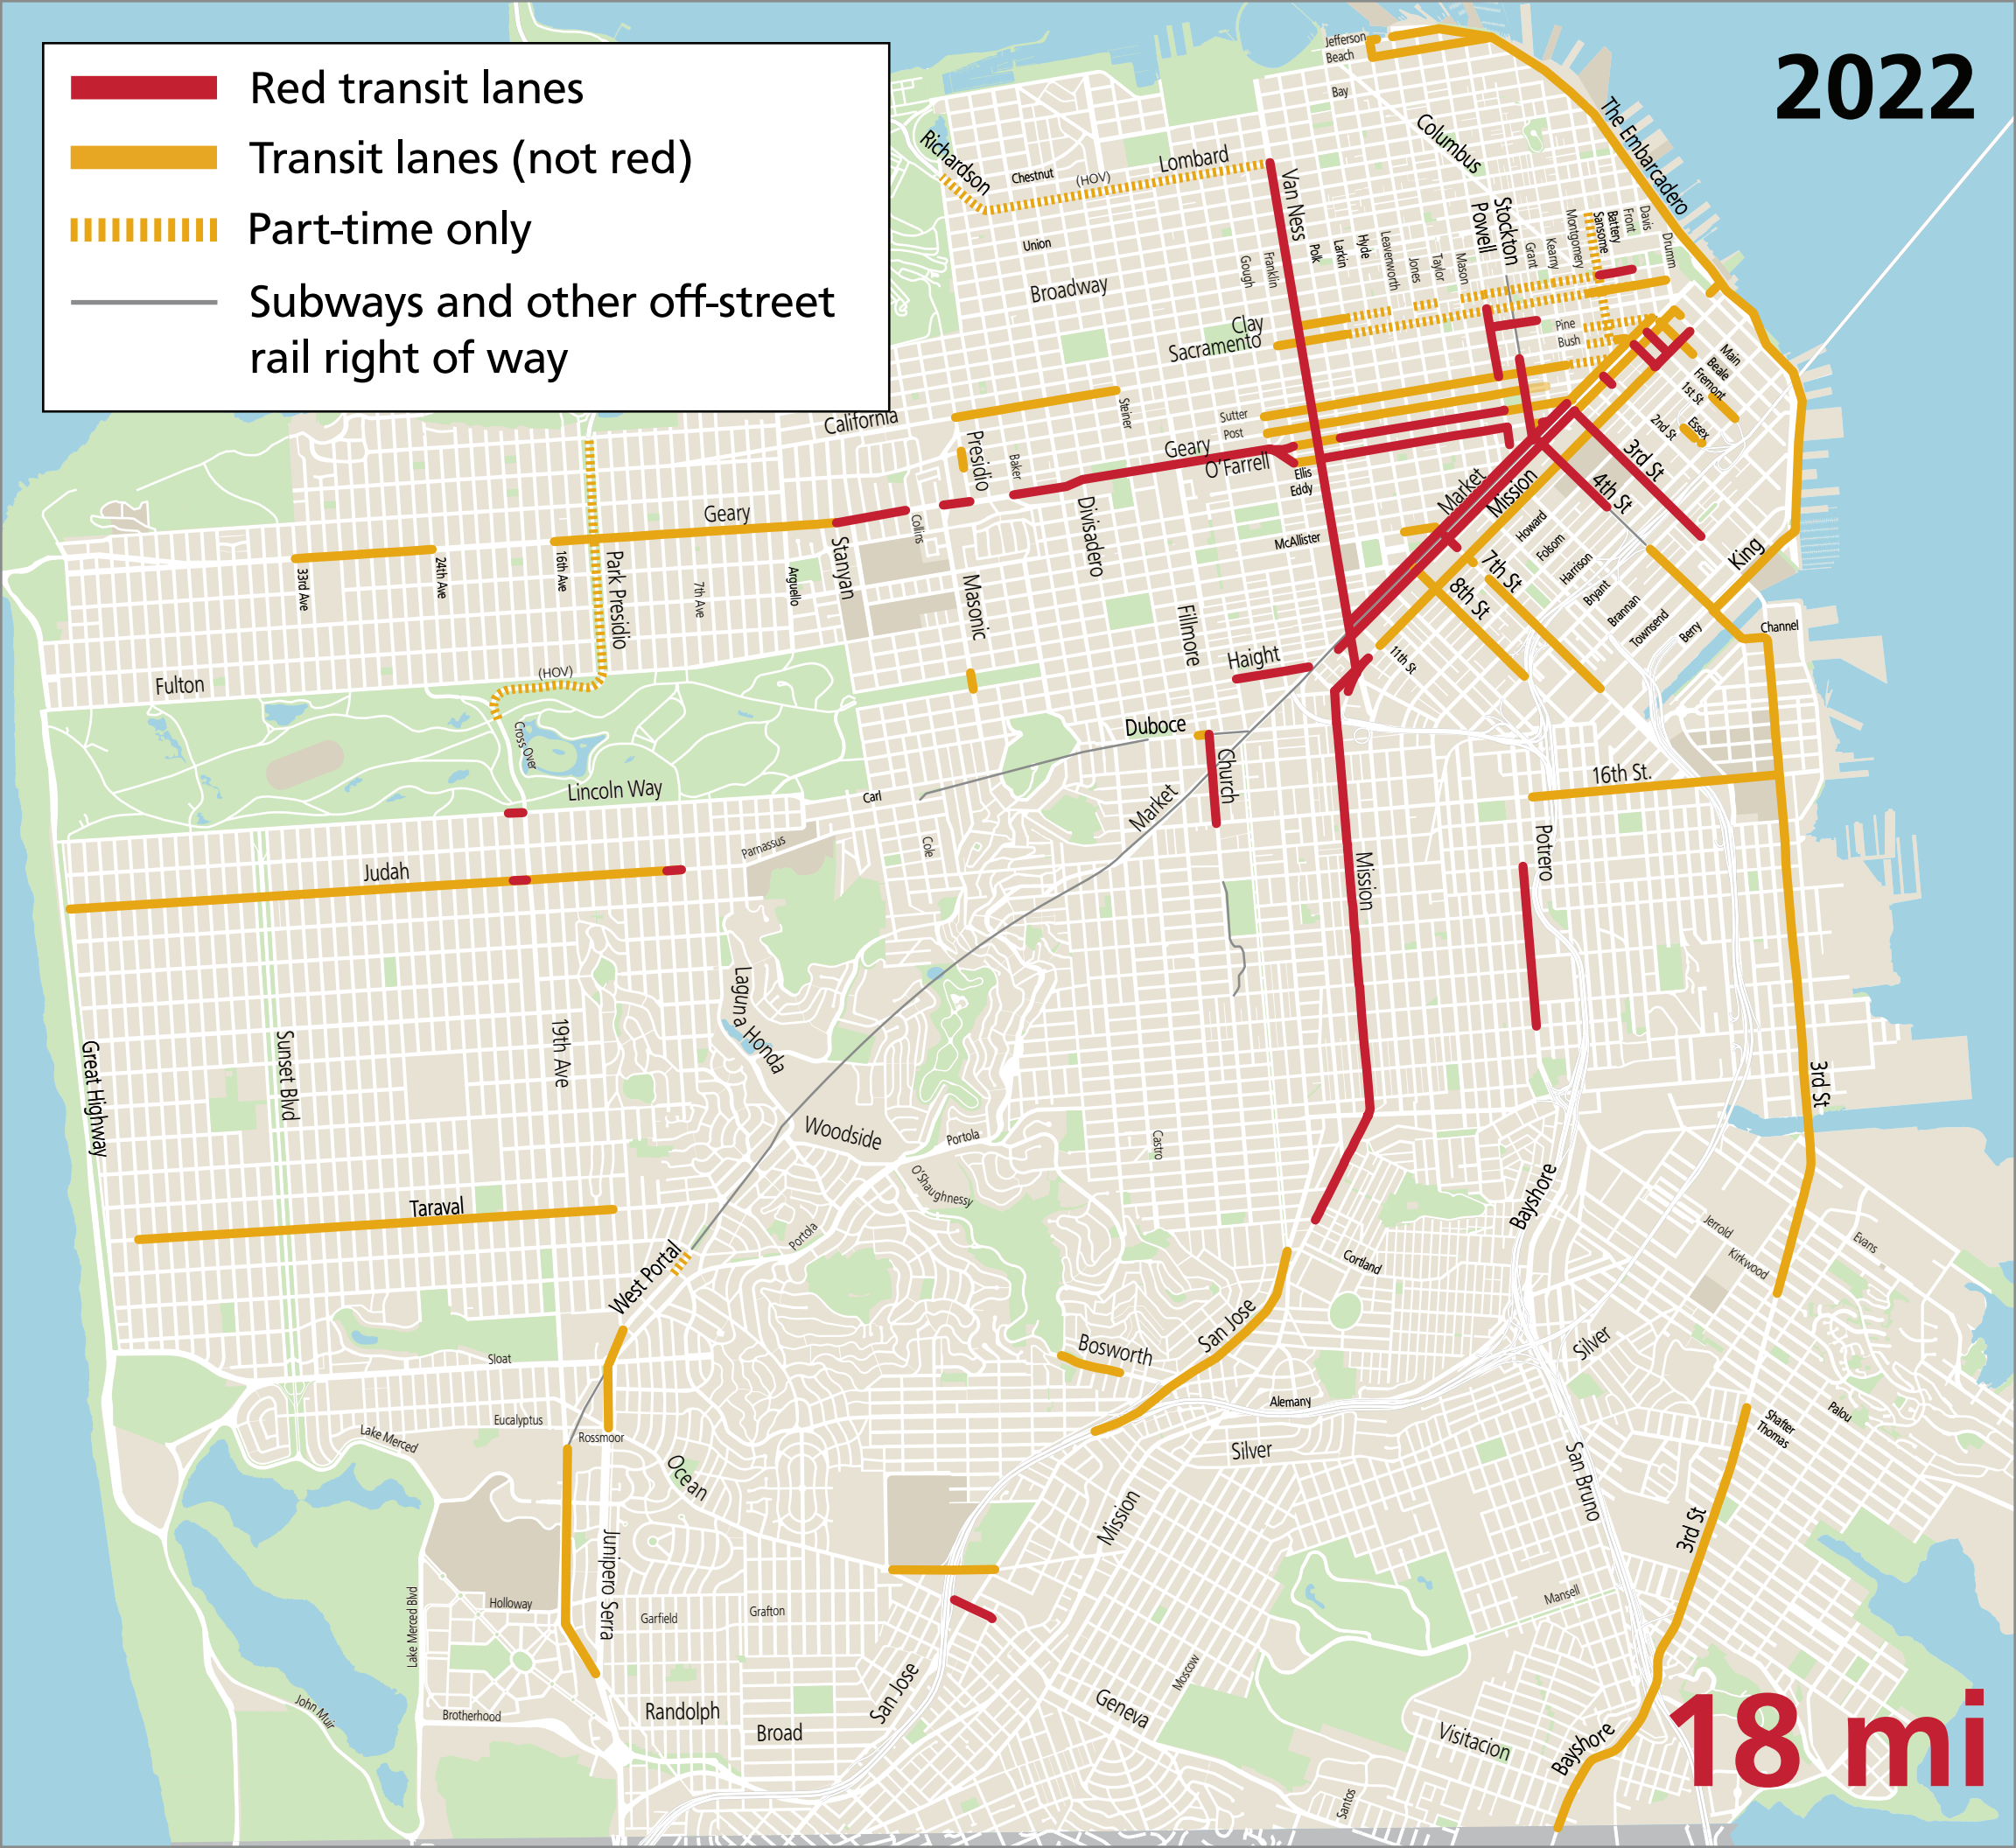 2022
Red transit lanes
Transit lanes (not red)
Part-time only
Subways and other off-street
rail right of way
Jefferson
Beach
Bay
Columbus
The Embarcadero
Richardson
Chestnut
(HOV)
Lombard
Van Ness
Union
Broadway
Gough
Franklin
Polk
Larkin
Hyde
Leavenworth
Jones
Taylor
Mason
Powell
Stockton
Grant
Kearny
Montgomery
Sansome
Battery
Front
Davis
Drumm
Clay
Sacramento
Pine
Bush
Main
Beale
Fremont
1st St
2nd St
Essex
California
Presidio
Steiner
Baker
Sutter
Post
Geary
O'Farrell
Ellis
Eddy
Market
Mission
3rd St
4th St
Geary
Collins
Stanyan
Divisadero
McAllister
Howard
Folsom
Harrison
Bryant
Brannan
Townsend
Berry
King
Channel
7th St
8th St
11th St
33rd Ave
24th Ave
16th Ave
Park Presidio
7th Ave
Arguello
Masonic
Fillmore
Haight
Fulton
(HOV)
Cross Over
Duboce
Church
Market
Lincoln Way
Carl
Cole
Parnassus
16th St.
Judah
Mission
Potrero
Great Highway
Sunset Blvd
19th Ave
Laguna Honda
3rd St
Woodside
Portola
Castro
O'Shaughnessy
Portola
Taraval
West Portal
Cortland
Bayshore
Jerrold
Kirkwood
Evans
San Jose
Bosworth
Silver
Sloat
Alemany
Eucalyptus
Lake Merced
Rossmoor
Ocean
Silver
Mission
San Bruno
Shafter
Thomas
Palou
3rd St
Junipero Serra
Lake Merced Blvd
Holloway
Garfield
Grafton
Mansell
John Muir
Brotherhood
Randolph
Broad
San Jose
Moscow
Geneva
Visitacion
Bayshore
Santos
18 mi